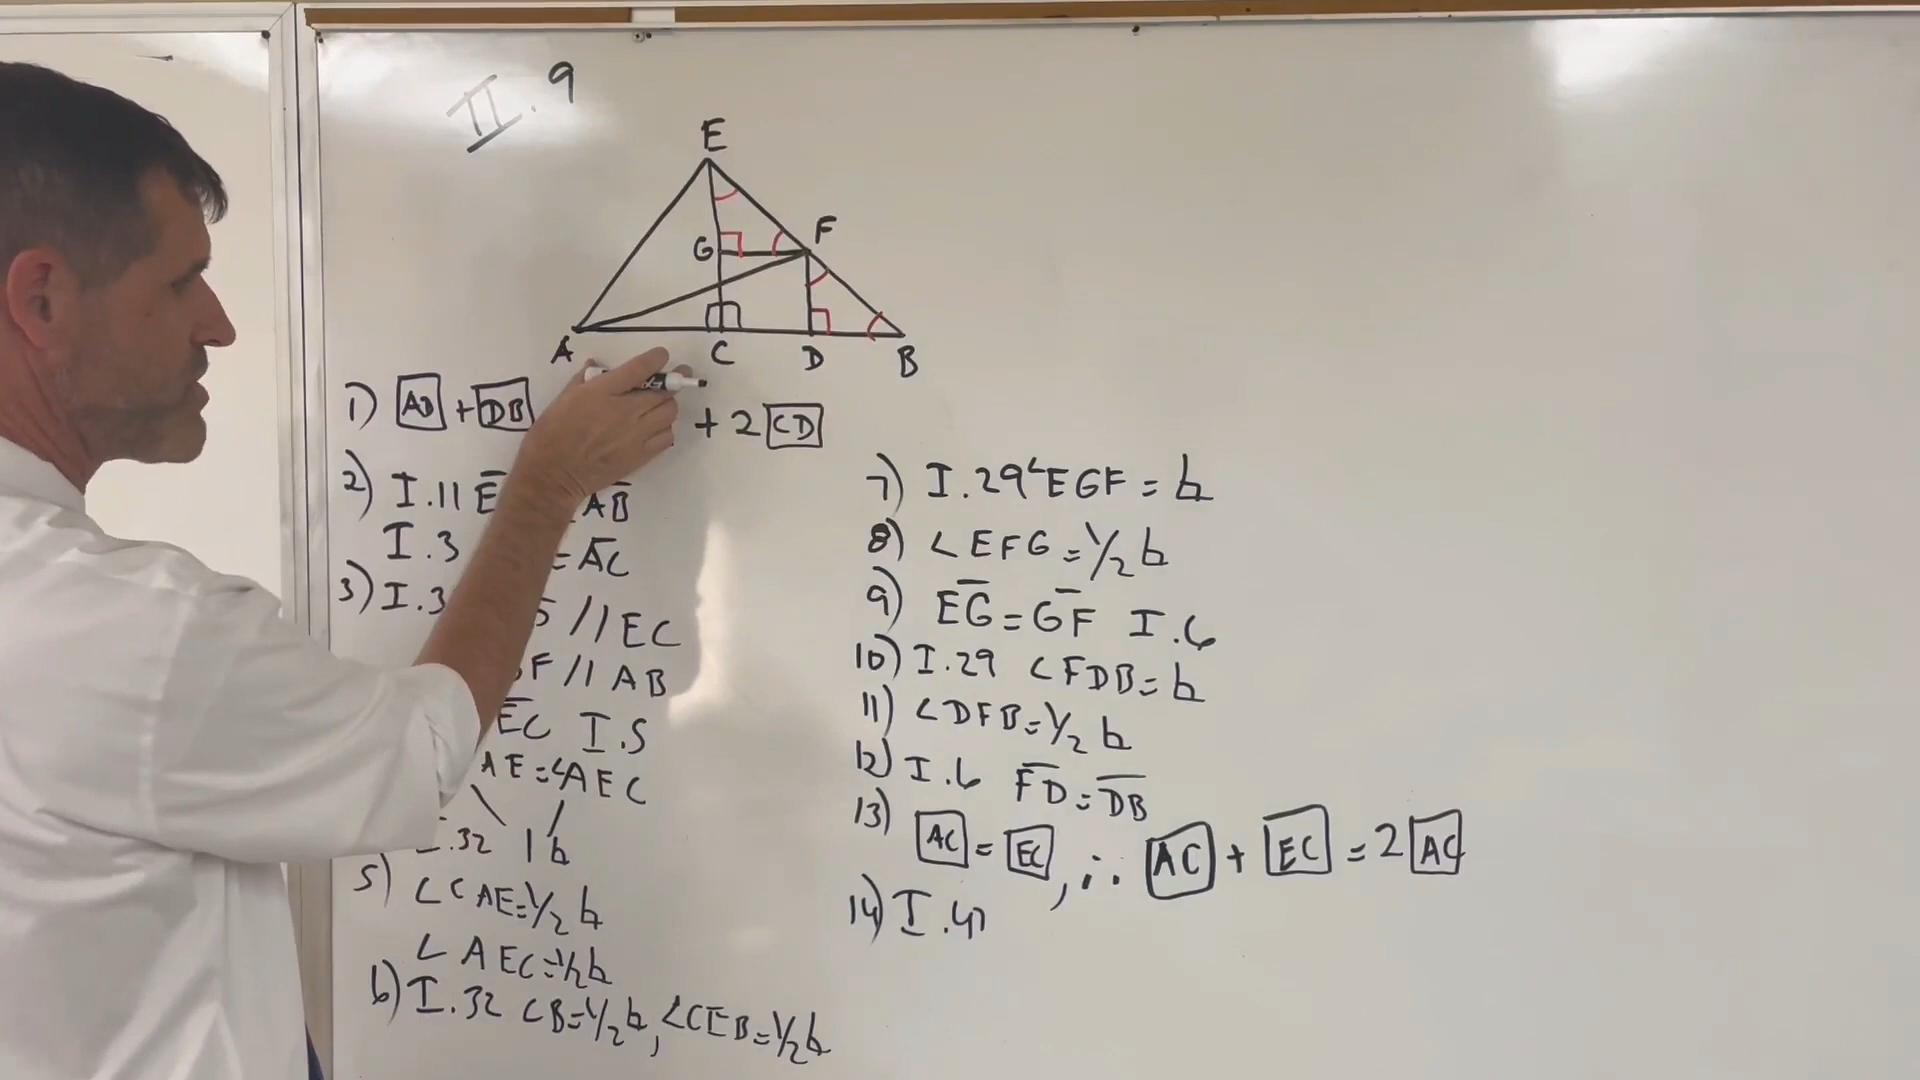 II.9
E
G F
A C D B
1) AD + DB + 2 CD
2) I.11 E AB
I.3 = AC
3) I.3 // EC
F // AB
EC I.5
AE = ∠AEC
.32 1 b
5) ∠CAE = 1/2 b
∠AEC = 1/2 b
6) I.32 ∠B = 1/2 b, ∠CEB = 1/2 b
7) I.29 ∠EGF = b
8) ∠EFG = 1/2 b
9) EG = GF I.6
10) I.29 ∠FDB = b
11) ∠DFB = 1/2 b
12) I.6 FD = DB
13) AC = EC, ∴ AC + EC = 2 AC
14) I.47